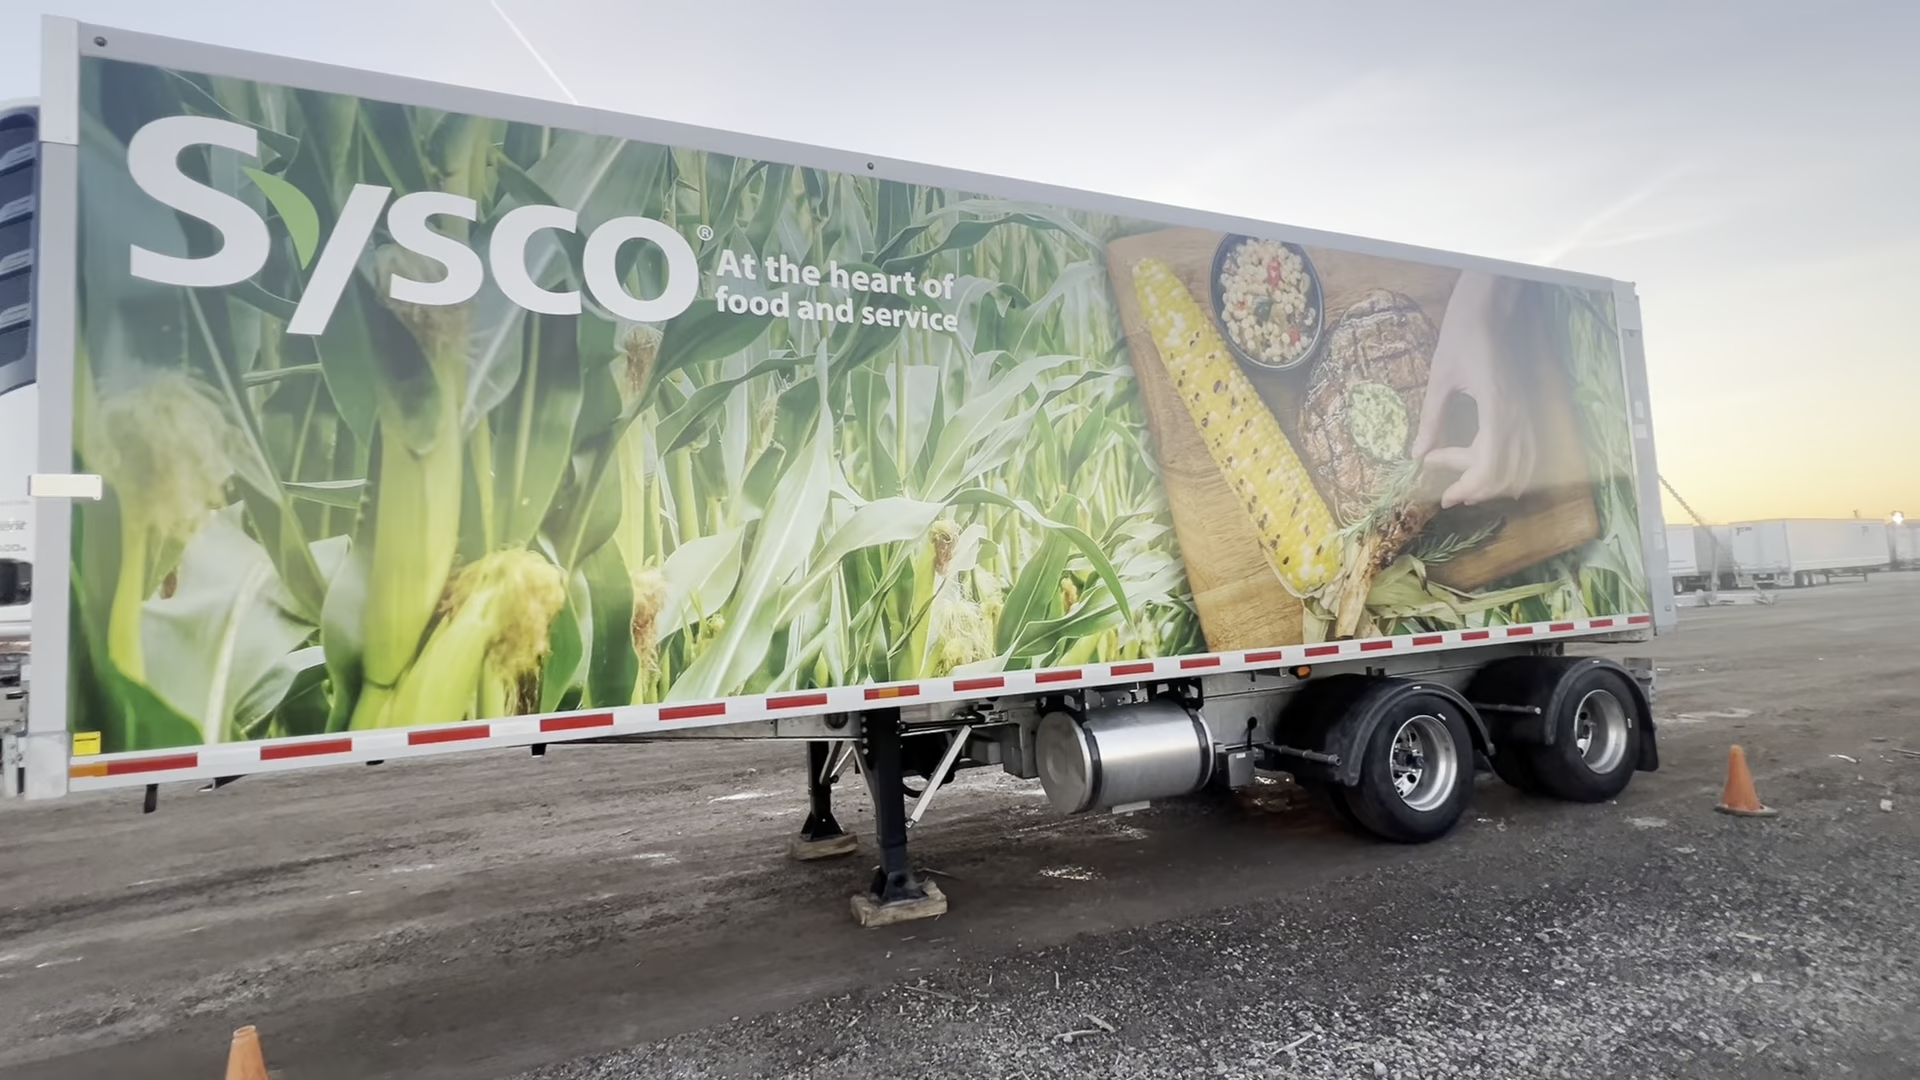 Sysco®
At the heart of
food and service